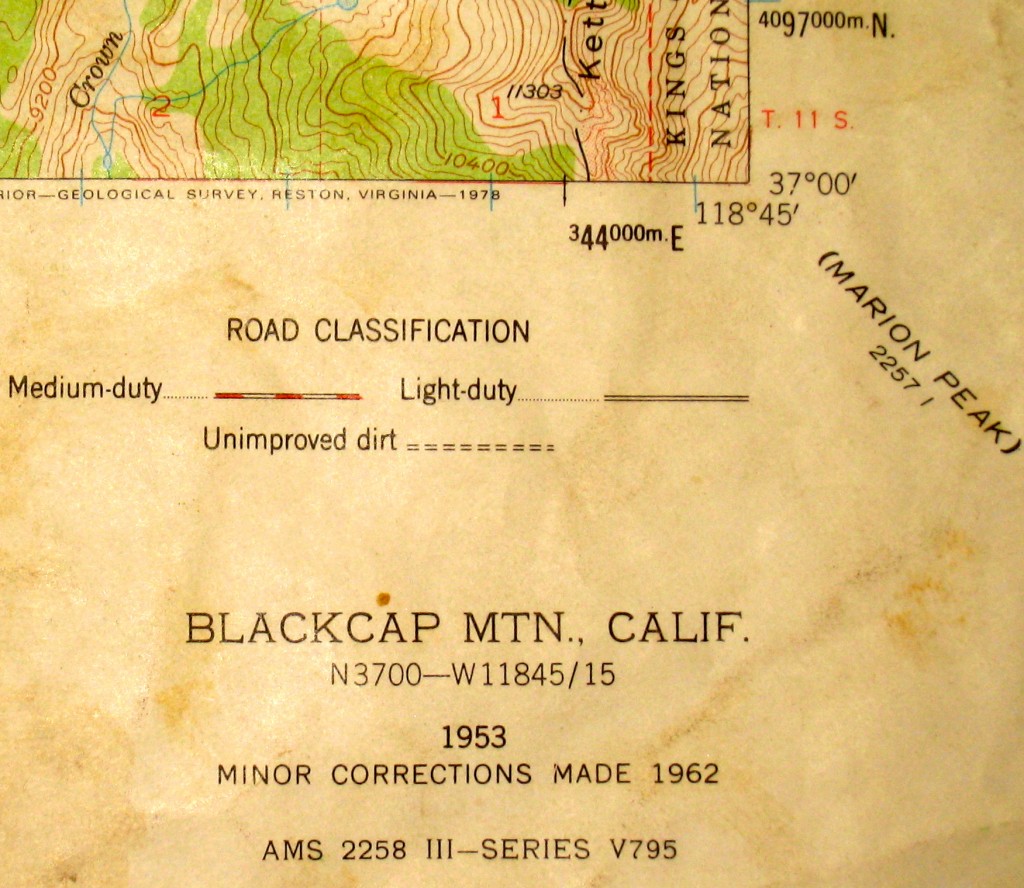 4097000m.N.
KINGS
NATION
Kett
Crown
9200
2
1
11303
10400
T. 11 S.
37°00′
118°45′
RIOR—GEOLOGICAL SURVEY, RESTON, VIRGINIA—1978
344000m.E
(MARION PEAK)
2257 I
ROAD CLASSIFICATION
Medium-duty Light-duty
Unimproved dirt
BLACKCAP MTN., CALIF.
N3700—W11845/15
1953
MINOR CORRECTIONS MADE 1962
AMS 2258 III—SERIES V795